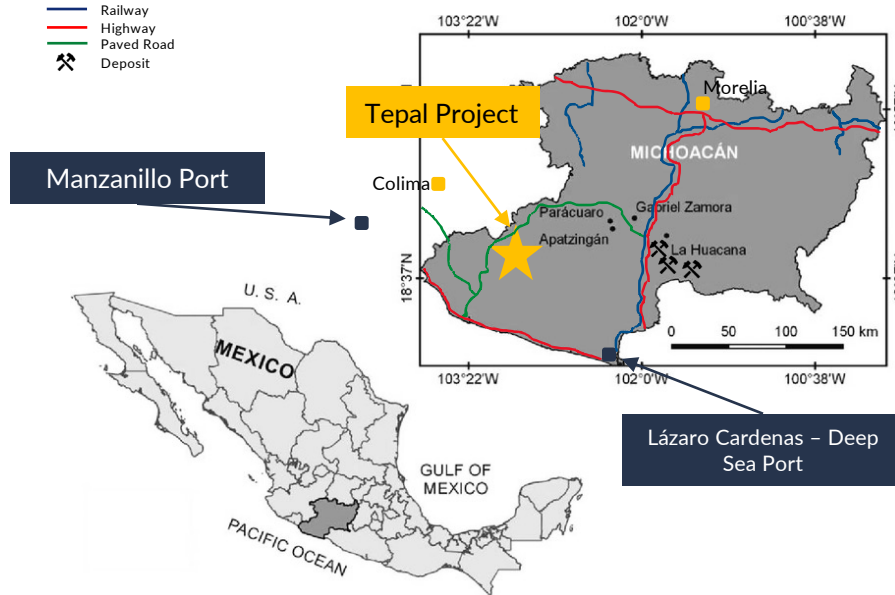 Railway
Highway
Paved Road
Deposit
103°22'W
102°0'W
100°38'W
Tepal Project
Morelia
MICHOACÁN
Manzanillo Port
Colima
Parácuaro
Gabriel Zamora
Apatzingán
La Huacana
18°37'N
0 50 100 150 km
103°22'W
102°0'W
100°38'W
Lázaro Cardenas – Deep
Sea Port
U. S. A.
MEXICO
GULF OF
MEXICO
PACIFIC OCEAN